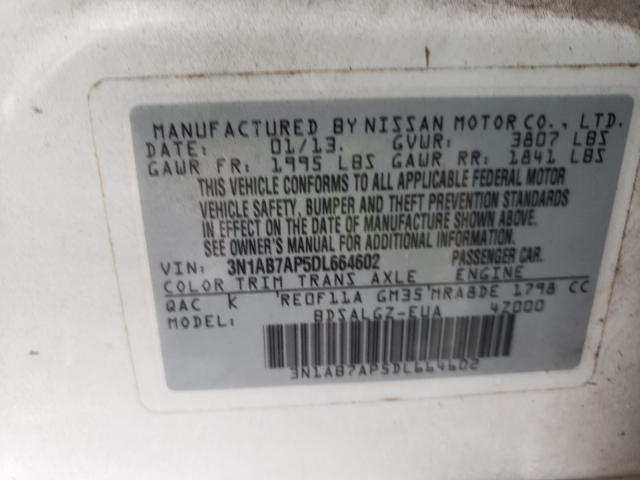 MANUFACTURED BY NISSAN MOTOR CO., LTD.
DATE: 01/13. GVWR: 3807 LBS
GAWR FR: 1995 LBS GAWR RR: 1841 LBS
THIS VEHICLE CONFORMS TO ALL APPLICABLE FEDERAL MOTOR
VEHICLE SAFETY, BUMPER AND THEFT PREVENTION STANDARDS
IN EFFECT ON THE DATE OF MANUFACTURE SHOWN ABOVE.
SEE OWNER'S MANUAL FOR ADDITIONAL INFORMATION.
VIN: 3N1AB7AP5DL664602 PASSENGER CAR.
COLOR TRIM TRANS AXLE ENGINE
QAC K RE0F11A GM35 MRA8DE 1798 CC
MODEL: BDSALGZ-EUA 4Z000
3N1AB7AP5DL664602